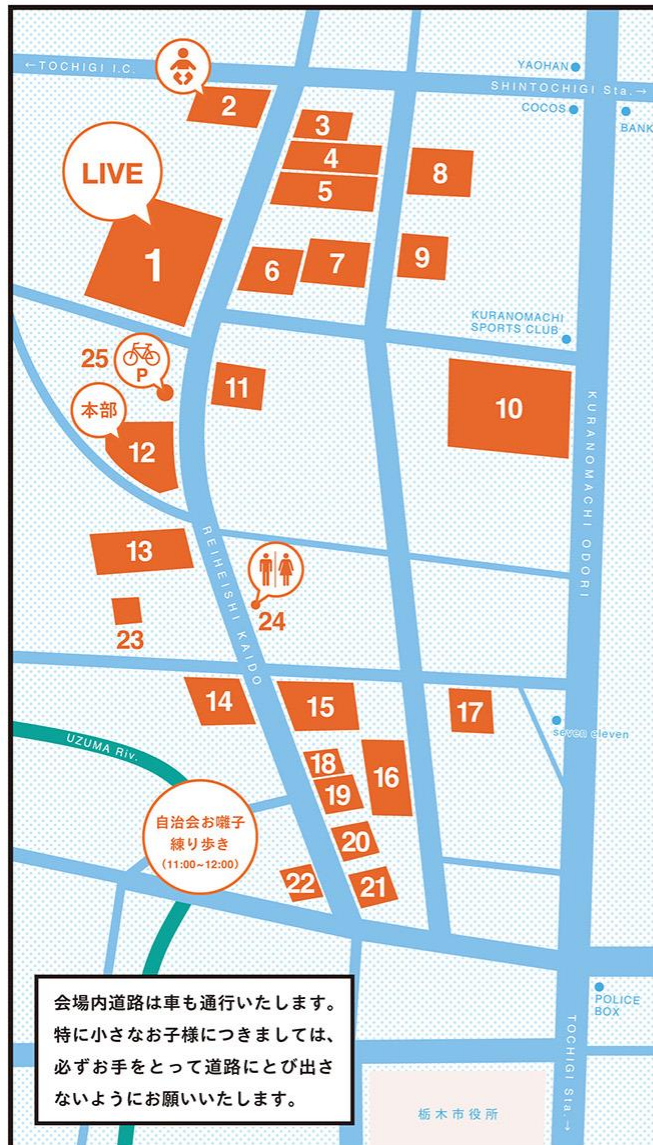 ←TOCHIGI I.C.
YAOHAN
SHINTOCHIGI Sta.→
COCOS
BANK
2
3
4
5
8
LIVE
1
6
7
9
KURANOMACHI
SPORTS CLUB
25
P
11
10
本部
12
KURANOMACHI ODORI
REIHEISHI KAIDO
13
24
23
14
15
17
seven eleven
UZUMA Riv.
18
16
19
自治会お囃子
練り歩き
(11:00~12:00)
20
22
21
会場内道路は車も通行いたします。
特に小さなお子様につきましては、
必ずお手をとって道路にとび出さ
ないようにお願いいたします。
POLICE
BOX
TOCHIGI Sta.→
栃木市役所